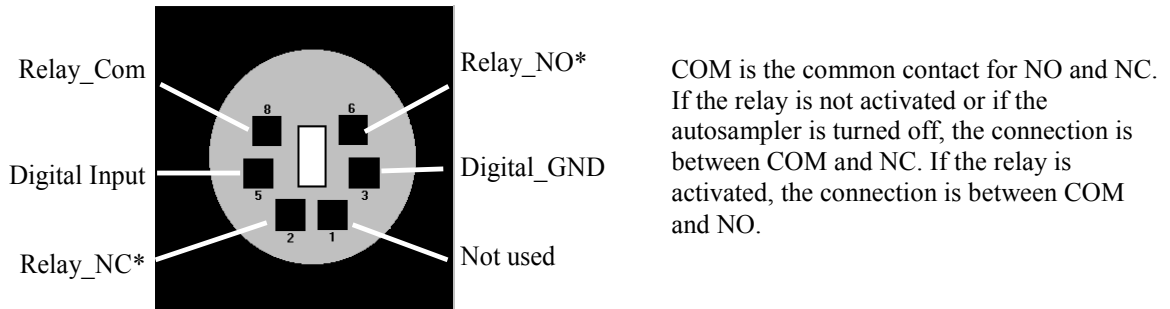 Relay_Com
Relay_NO*
8
6
Digital Input
Digital_GND
5
3
2
1
Relay_NC*
Not used
COM is the common contact for NO and NC.
If the relay is not activated or if the
autosampler is turned off, the connection is
between COM and NC. If the relay is
activated, the connection is between COM
and NO.